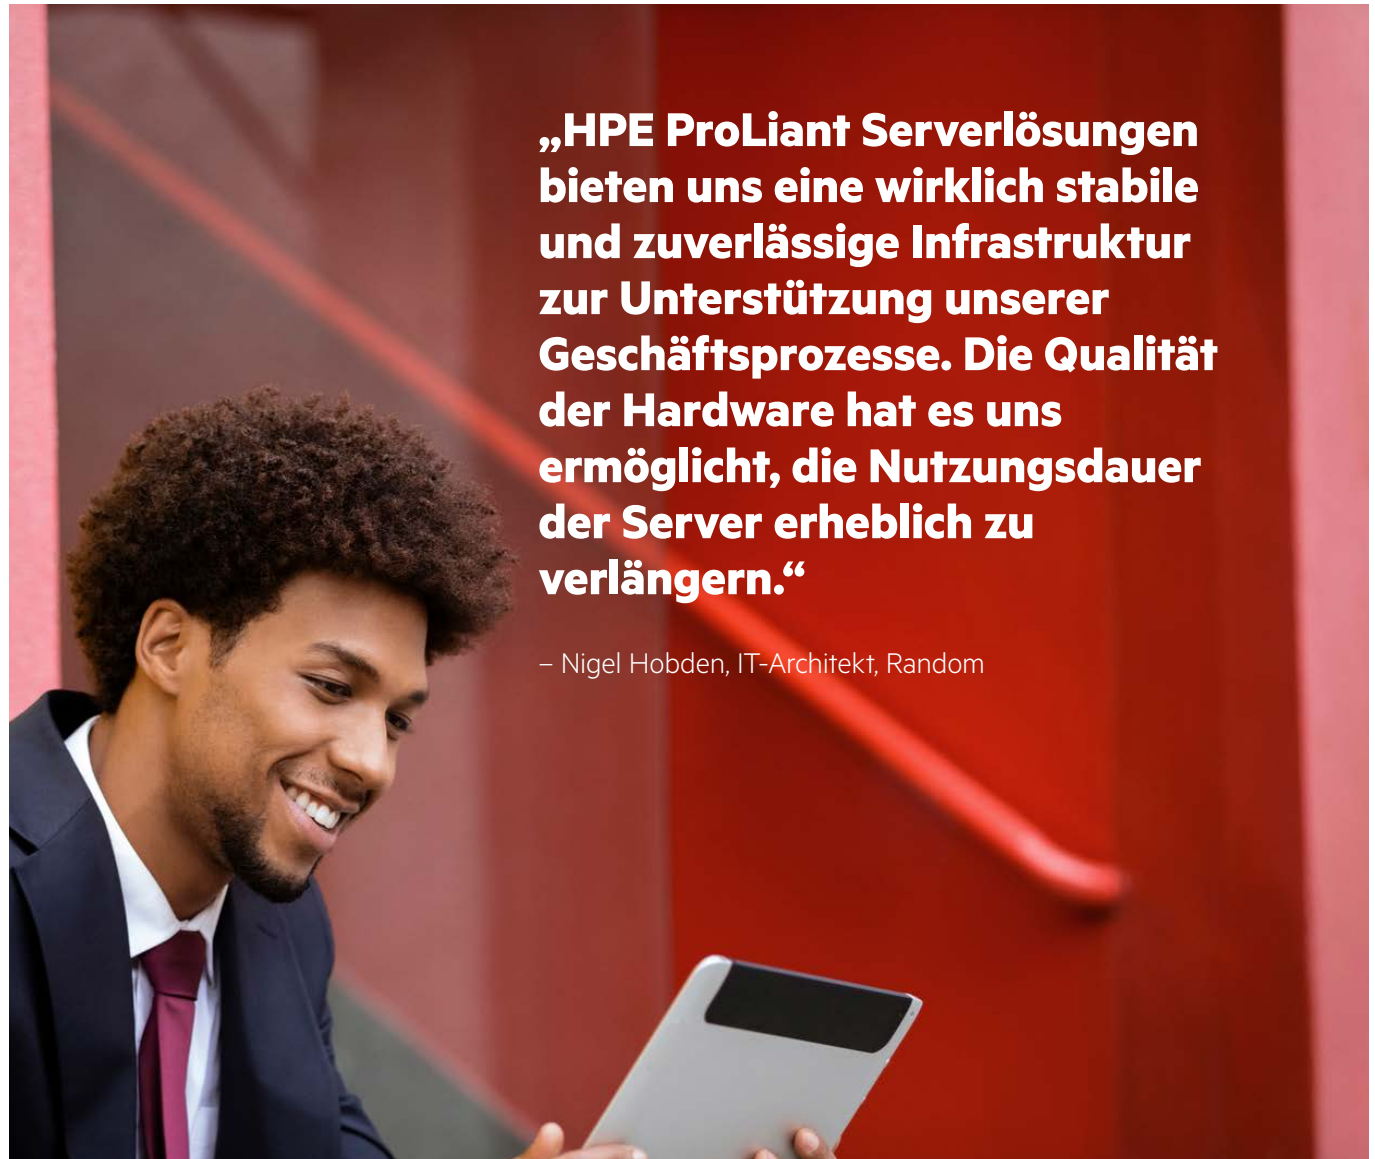 „HPE ProLiant Serverlösungen
bieten uns eine wirklich stabile
und zuverlässige Infrastruktur
zur Unterstützung unserer
Geschäftsprozesse. Die Qualität
der Hardware hat es uns
ermöglicht, die Nutzungsdauer
der Server erheblich zu
verlängern.“
– Nigel Hobden, IT-Architekt, Random